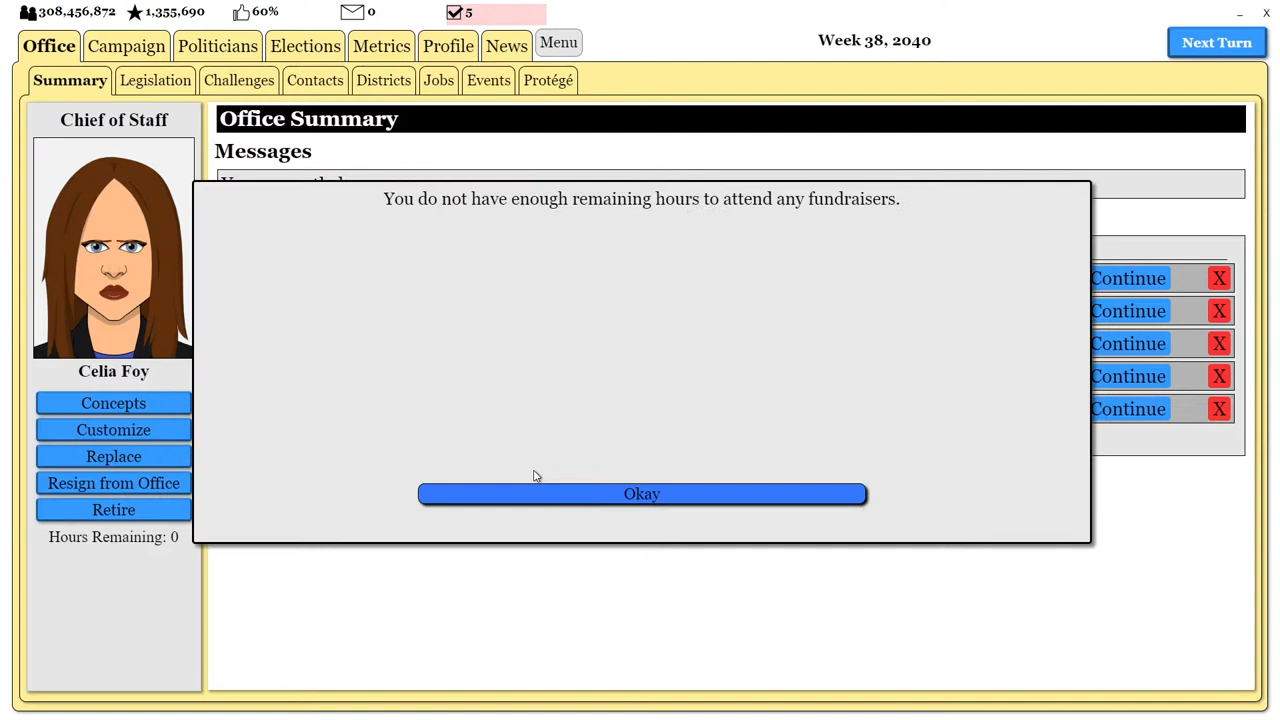 308,456,872 1,355,690 60% 0 5
_ X
Office Campaign Politicians Elections Metrics Profile News Menu
Week 38, 2040
Next Turn
Summary Legislation Challenges Contacts Districts Jobs Events Protégé
Chief of Staff
Office Summary
Messages
You do not have enough remaining hours to attend any fundraisers.
Continue X
Continue X
Continue X
Continue X
Continue X
Okay
Celia Foy
Concepts
Customize
Replace
Resign from Office
Retire
Hours Remaining: 0